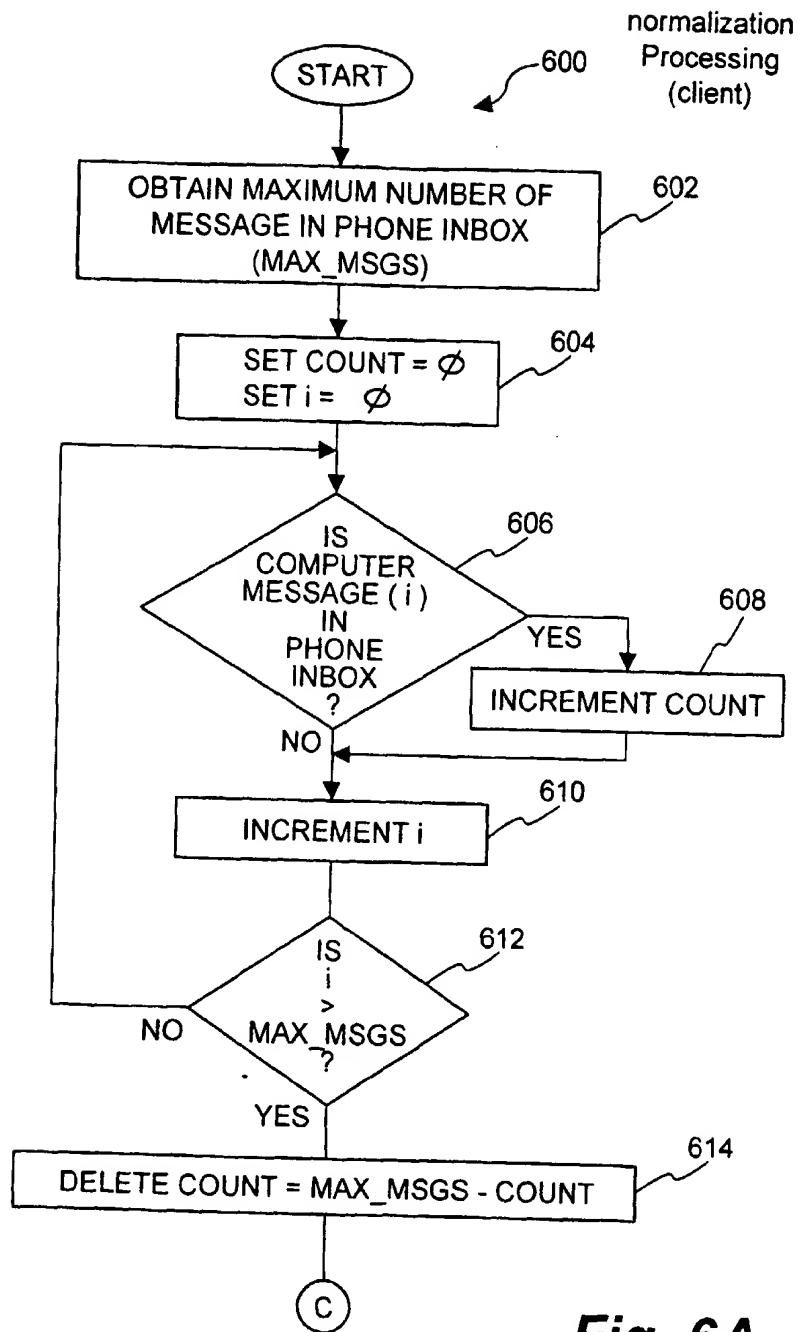 normalization
Processing
(client)
START
600
OBTAIN MAXIMUM NUMBER OF
MESSAGE IN PHONE INBOX
(MAX_MSGS)
602
SET COUNT = Ø
SET i = Ø
604
IS
COMPUTER
MESSAGE ( i )
IN
PHONE
INBOX
?
606
YES
608
INCREMENT COUNT
NO
INCREMENT i
610
IS
i
>
MAX_MSGS
?
612
NO
YES
DELETE COUNT = MAX_MSGS - COUNT
614
C
Fig. 6A